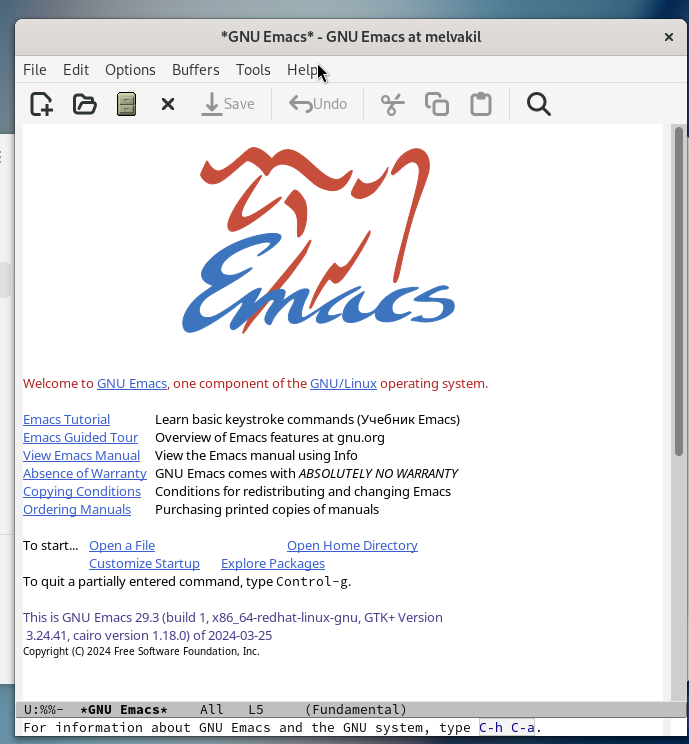 *GNU Emacs* - GNU Emacs at melvakil
File Edit Options Buffers Tools Help
Save Undo
Emacs
Welcome to GNU Emacs, one component of the GNU/Linux operating system.
Emacs Tutorial Learn basic keystroke commands (Учебник Emacs)
Emacs Guided Tour Overview of Emacs features at gnu.org
View Emacs Manual View the Emacs manual using Info
Absence of Warranty GNU Emacs comes with ABSOLUTELY NO WARRANTY
Copying Conditions Conditions for redistributing and changing Emacs
Ordering Manuals Purchasing printed copies of manuals
To start... Open a File Open Home Directory
Customize Startup Explore Packages
To quit a partially entered command, type Control-g.
This is GNU Emacs 29.3 (build 1, x86_64-redhat-linux-gnu, GTK+ Version
3.24.41, cairo version 1.18.0) of 2024-03-25
Copyright (C) 2024 Free Software Foundation, Inc.
U:%%- *GNU Emacs* All L5 (Fundamental)
For information about GNU Emacs and the GNU system, type C-h C-a.